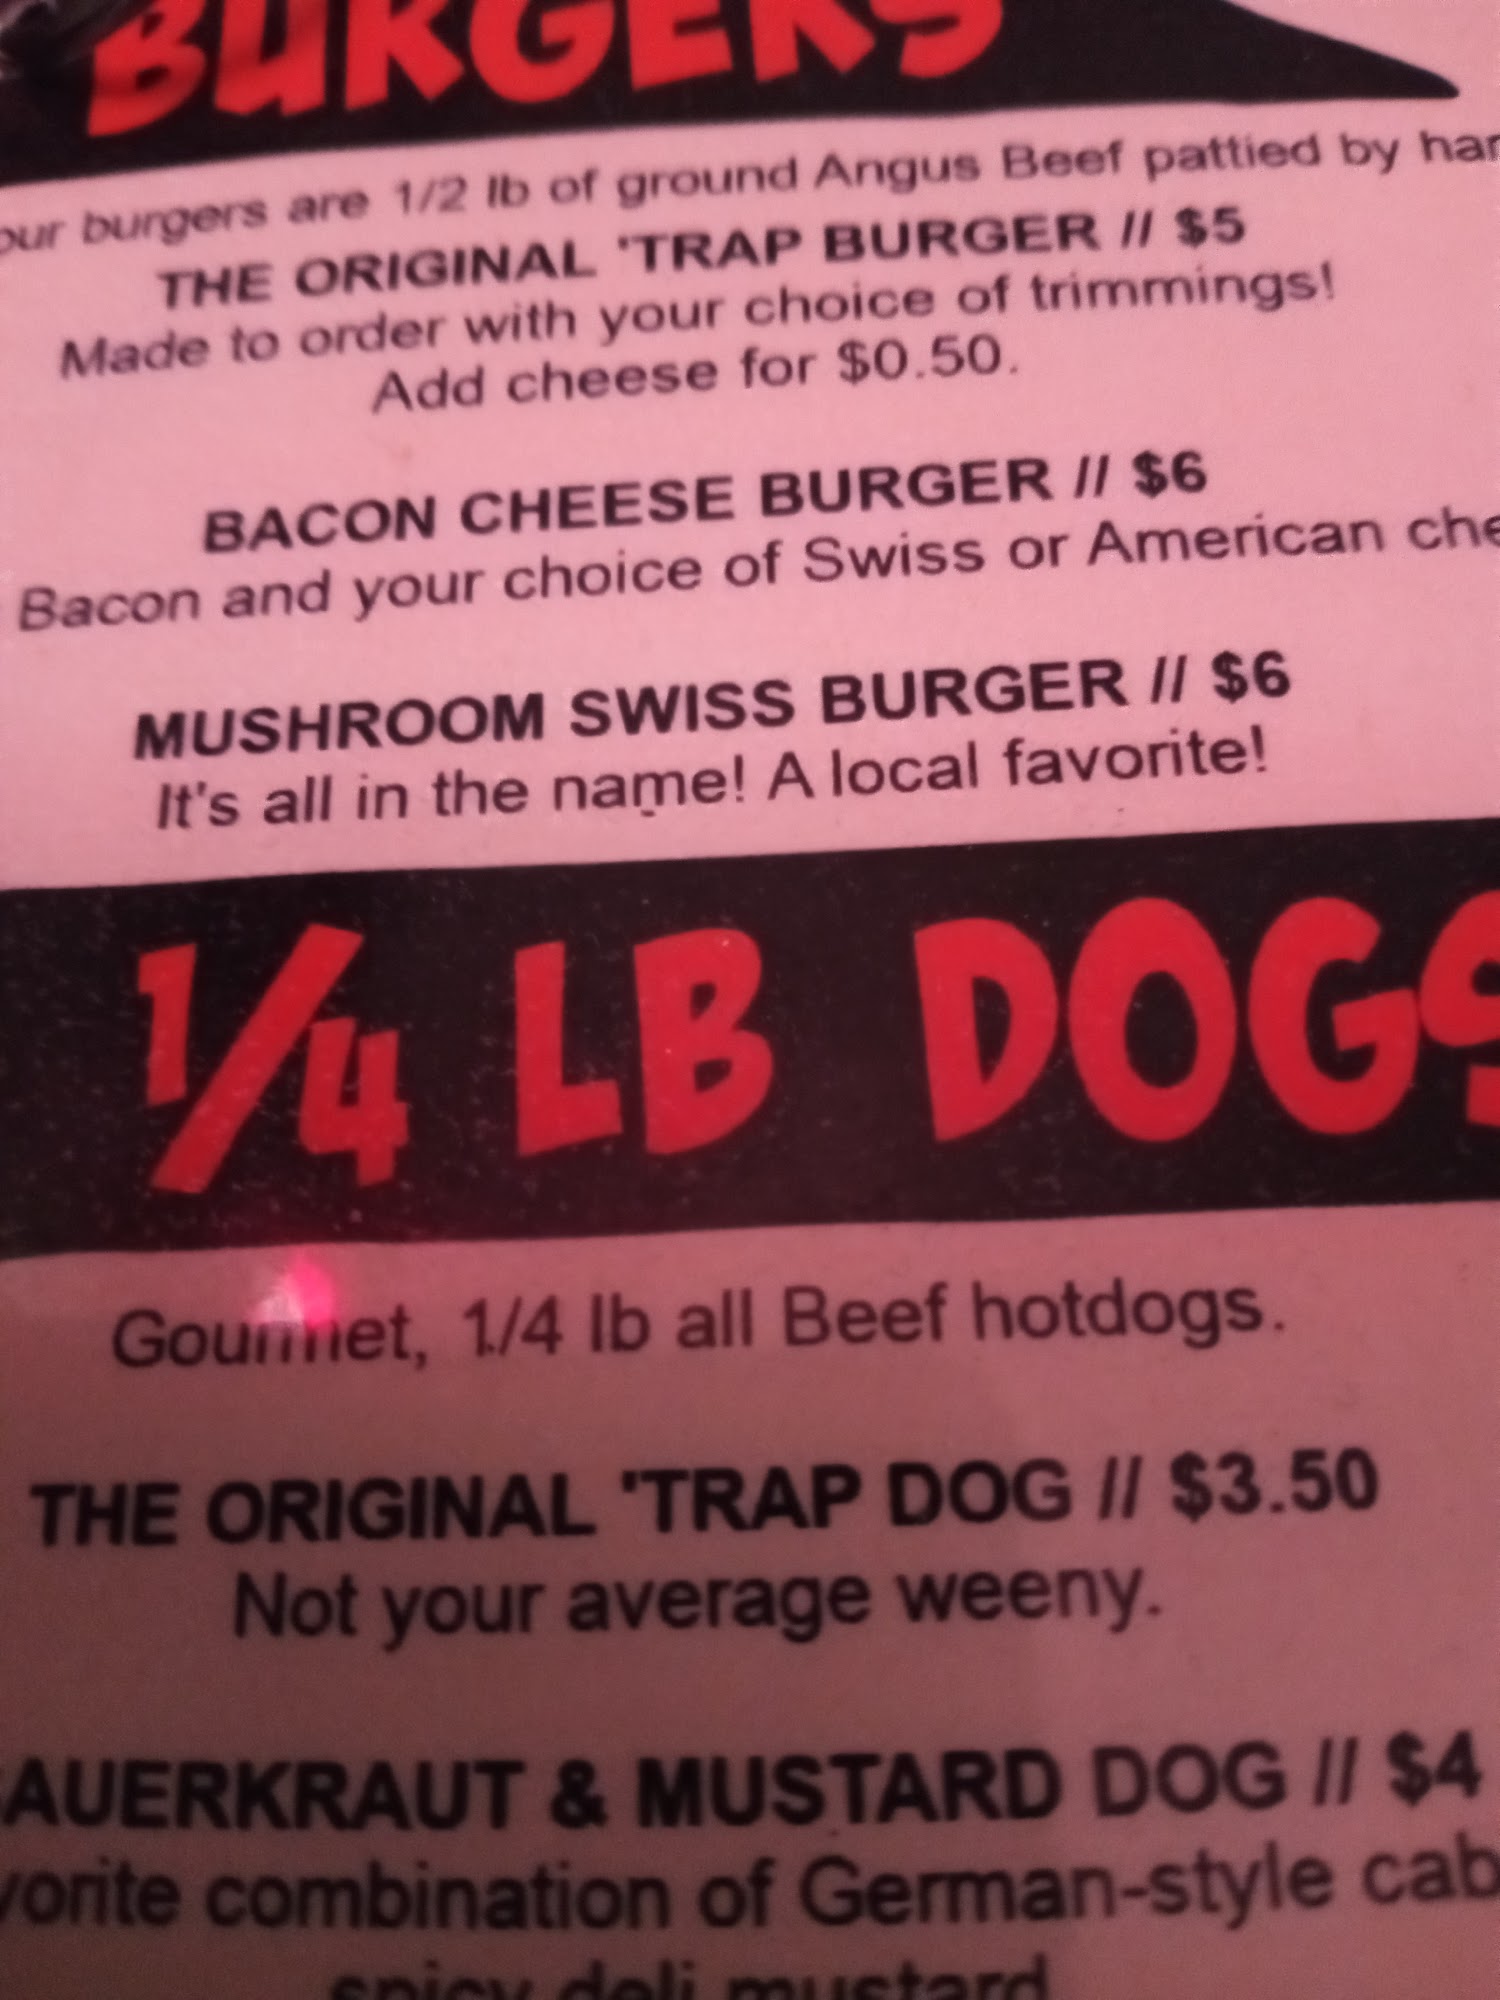 BURGERS
our burgers are 1/2 lb of ground Angus Beef pattied by
THE ORIGINAL 'TRAP BURGER // $5
Made to order with your choice of trimmings!
Add cheese for $0.50.
BACON CHEESE BURGER // $6
Bacon and your choice of Swiss or American
MUSHROOM SWISS BURGER // $6
It's all in the name! A local favorite!
1/4 LB DOGS
Gourmet, 1/4 lb all Beef hotdogs.
THE ORIGINAL 'TRAP DOG // $3.50
Not your average weeny.
AUERKRAUT & MUSTARD DOG // $4
combination of German-style
spicy deli mustard